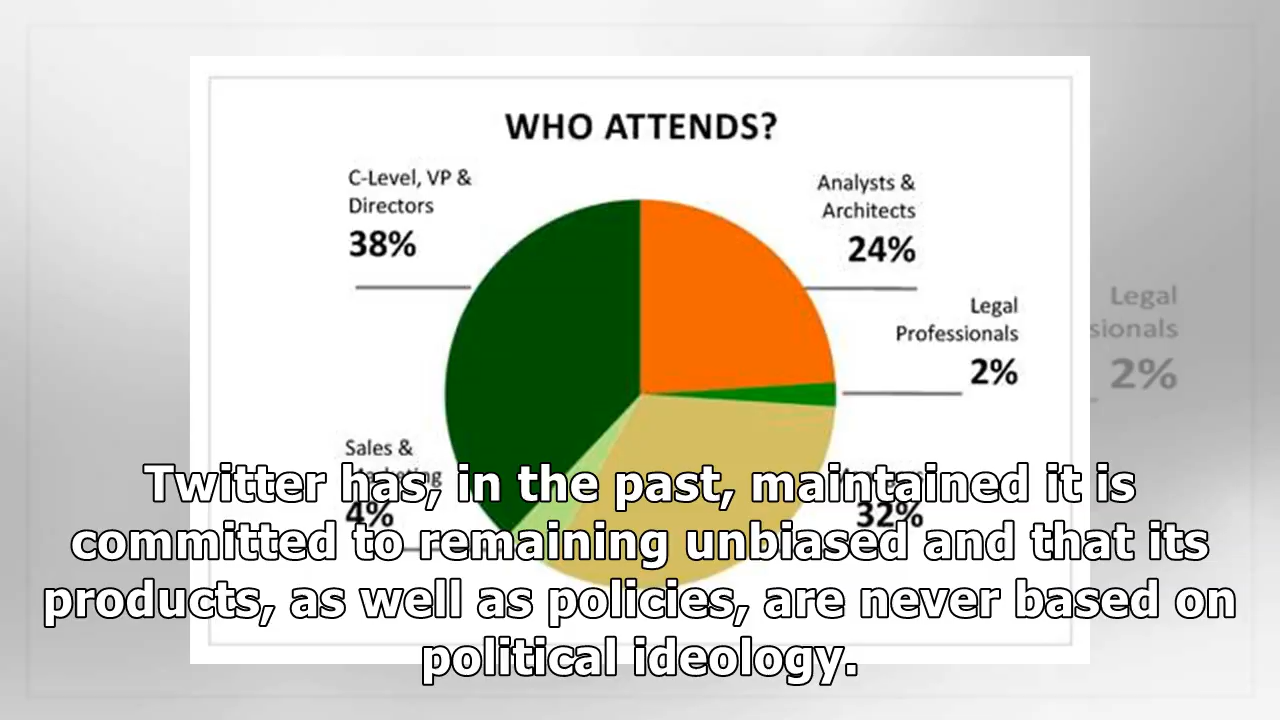 WHO ATTENDS?
C-Level, VP &
Directors
38%
Analysts &
Architects
24%
Legal
Professionals
2%
Legal
sionals
2%
Sales &
4%
32%
Twitter has, in the past, maintained it is
committed to remaining unbiased and that its
products, as well as policies, are never based on
political ideology.